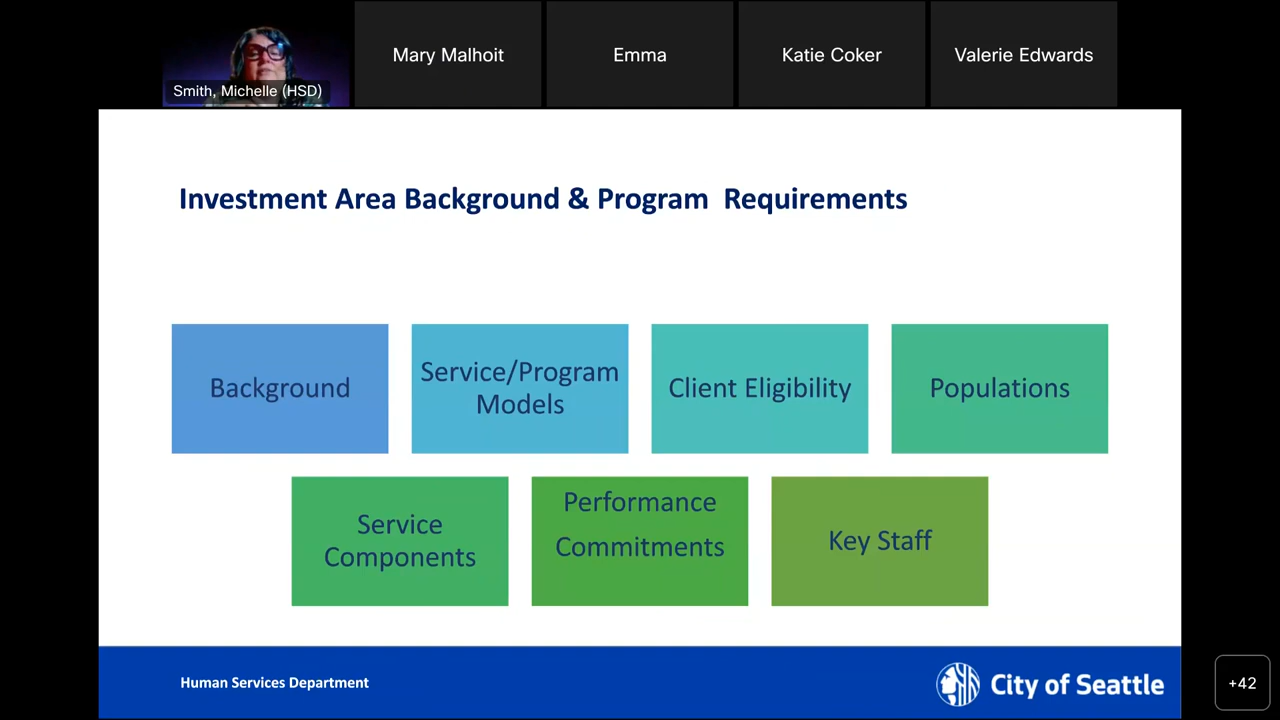 Smith, Michelle (HSD)
Mary Malhoit
Emma
Katie Coker
Valerie Edwards
Investment Area Background & Program Requirements
Background
Service/Program
Models
Client Eligibility
Populations
Service
Components
Performance
Commitments
Key Staff
Human Services Department
City of Seattle
+42